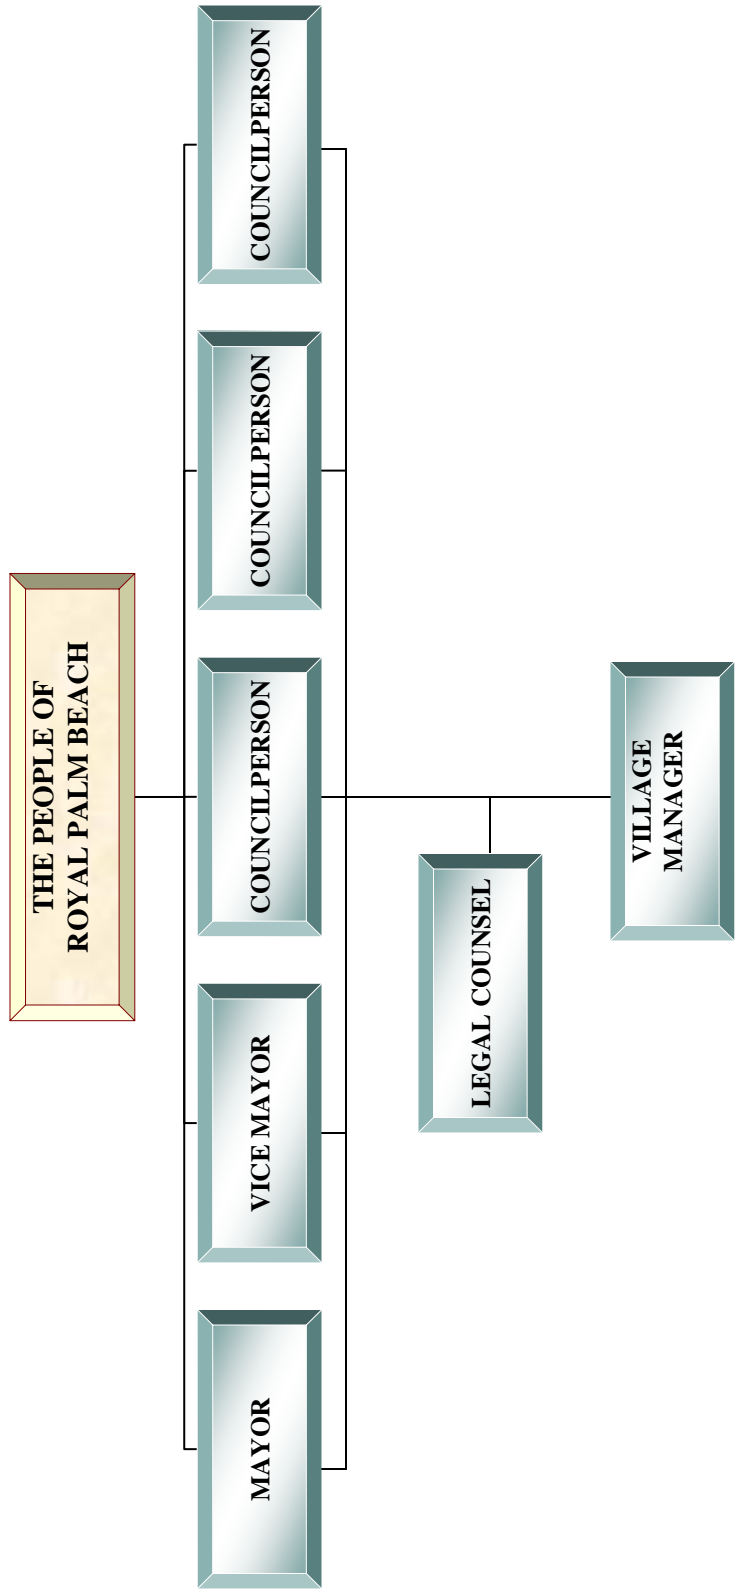 THE PEOPLE OF
ROYAL PALM BEACH
MAYOR
VICE MAYOR
COUNCILPERSON
COUNCILPERSON
COUNCILPERSON
LEGAL COUNSEL
VILLAGE
MANAGER